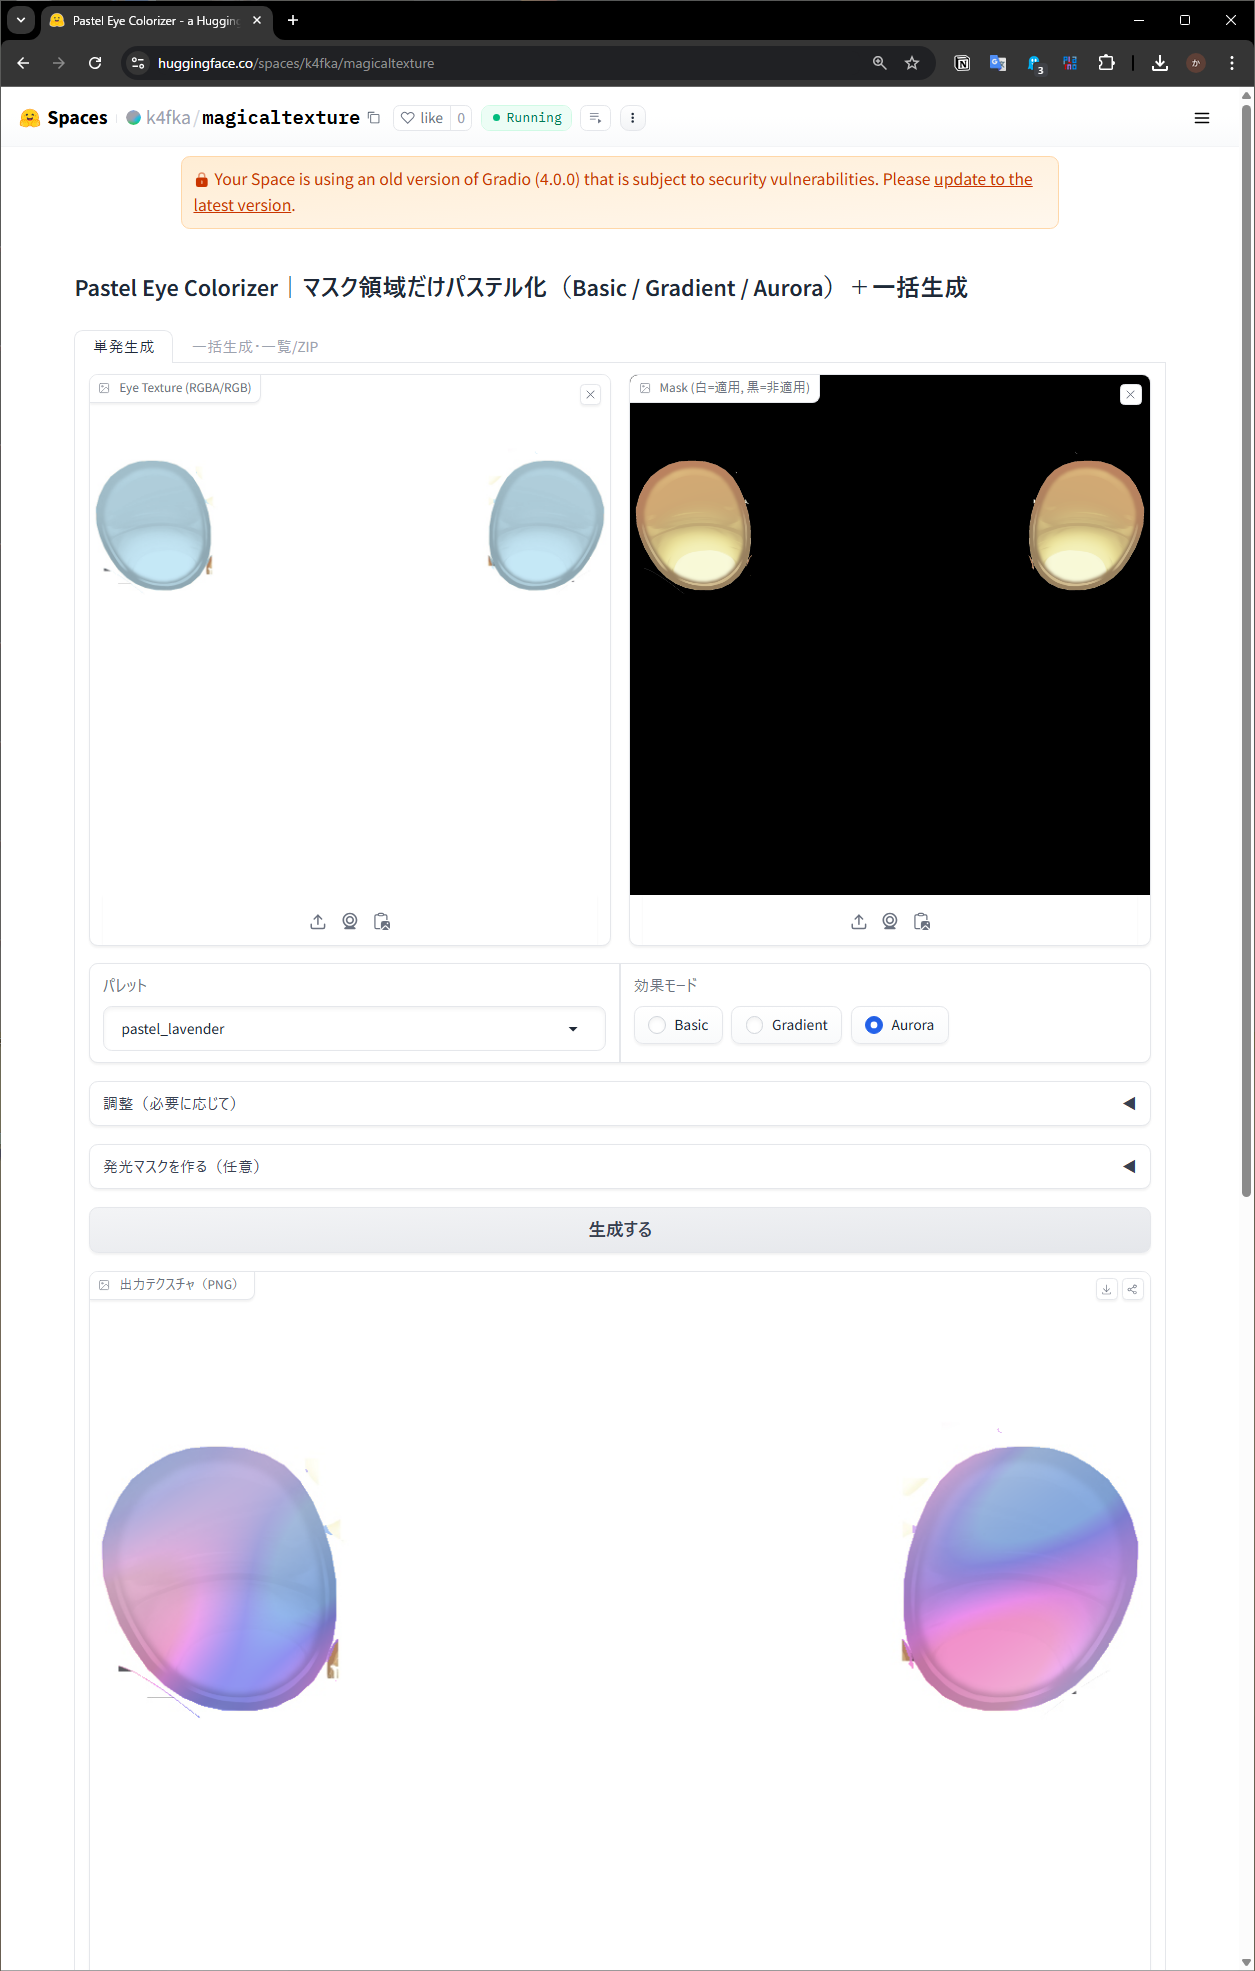 Pastel Eye Colorizer - a Hugging
huggingface.co/spaces/k4fka/magicaltexture
3
か
Spaces k4fka/magicaltexture like 0 Running
Your Space is using an old version of Gradio (4.0.0) that is subject to security vulnerabilities. Please update to the
latest version.
Pastel Eye Colorizer｜マスク領域だけパステル化（Basic / Gradient / Aurora）＋一括生成
単発生成 一括生成・一覧/ZIP
Eye Texture (RGBA/RGB) Mask (白=適用, 黒=非適用)
パレット 効果モード
pastel_lavender Basic Gradient Aurora
調整（必要に応じて）
発光マスクを作る（任意）
生成する
出力テクスチャ（PNG）